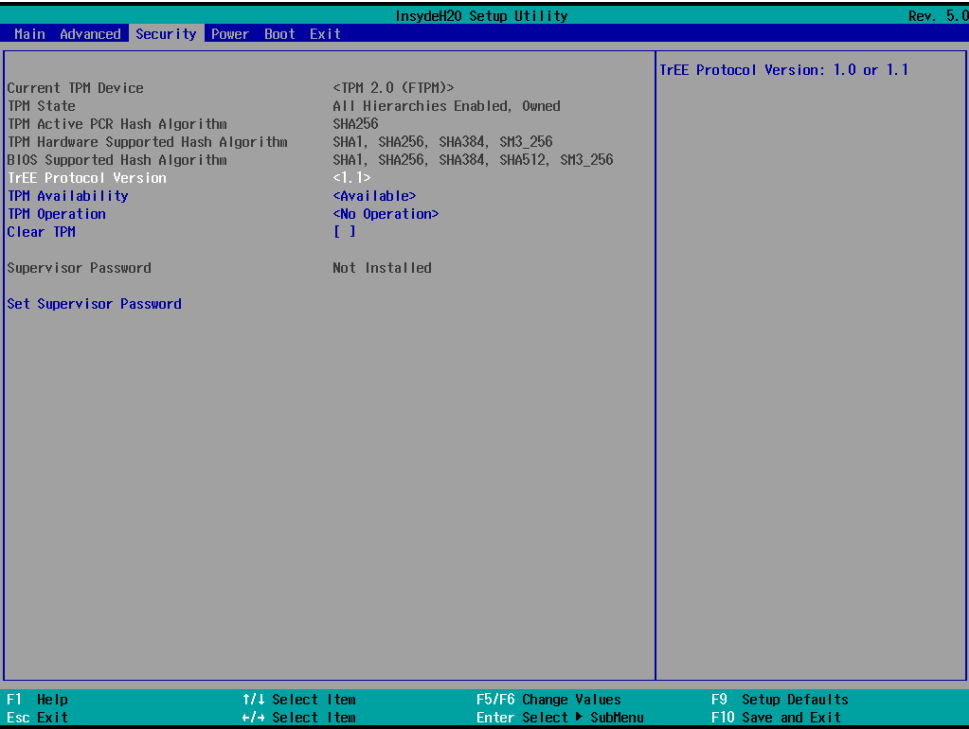 InsydeH20 Setup Utility Rev. 5.0
Main Advanced Security Power Boot Exit
TrEE Protocol Version: 1.0 or 1.1
Current TPM Device <TPM 2.0 (FTPM)>
TPM State All Hierarchies Enabled, Owned
TPM Active PCR Hash Algorithm SHA256
TPM Hardware Supported Hash Algorithm SHA1, SHA256, SHA384, SM3_256
BIOS Supported Hash Algorithm SHA1, SHA256, SHA384, SHA512, SM3_256
TrEE Protocol Version <1.1>
TPM Availability <Available>
TPM Operation <No Operation>
Clear TPM [ ]
Supervisor Password Not Installed
Set Supervisor Password
F1 Help ↑/↓ Select Item F5/F6 Change Values F9 Setup Defaults
Esc Exit ←/→ Select Item Enter Select ▶ SubMenu F10 Save and Exit